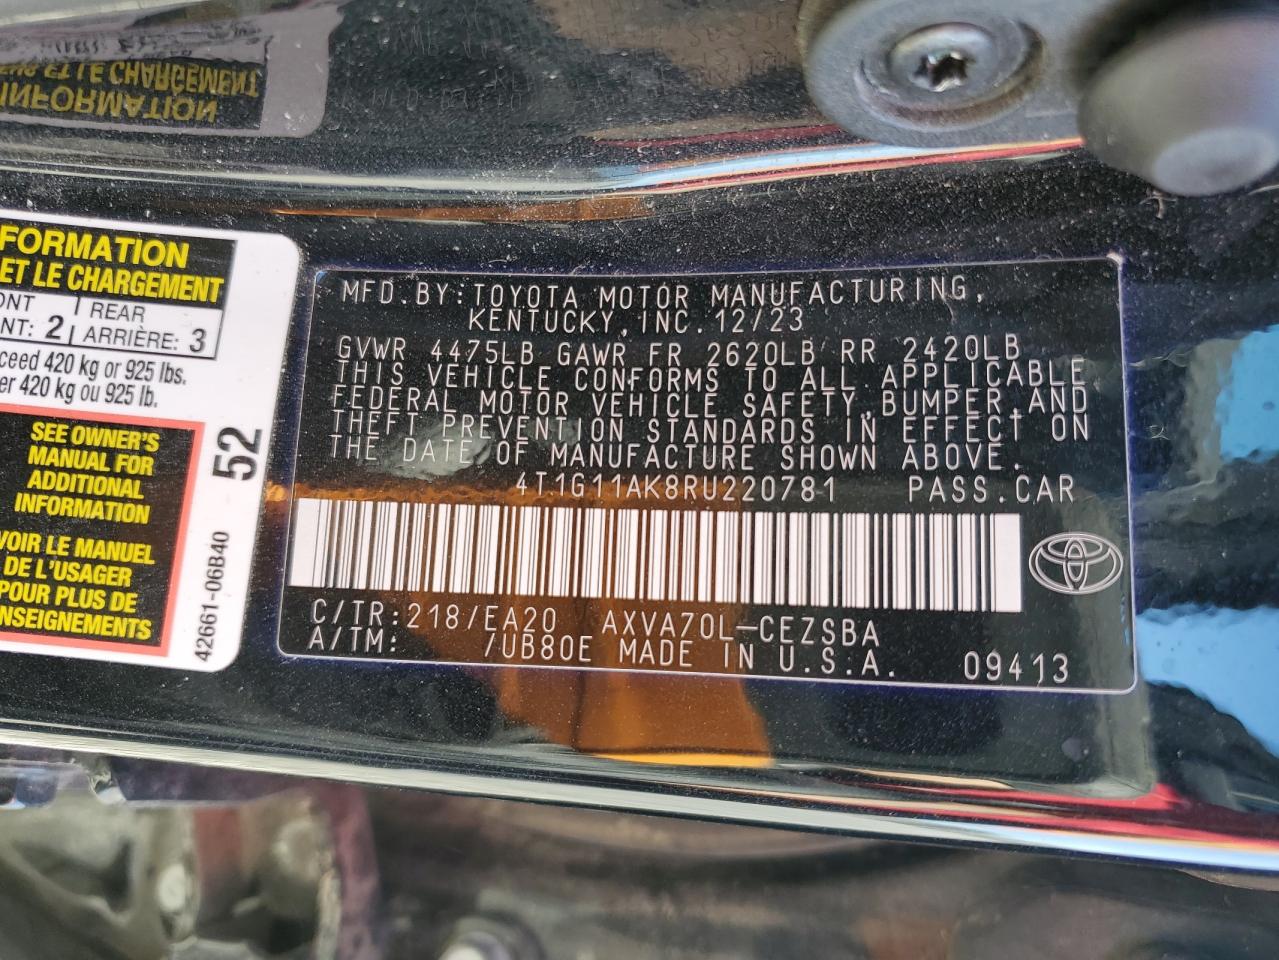 ENS ET LE CHARGEMENT
INFORMATION
FORMATION
ET LE CHARGEMENT
ONT REAR
NT: 2 ARRIÈRE: 3
ceed 420 kg or 925 lbs.
er 420 kg ou 925 lb.
SEE OWNER'S
MANUAL FOR
ADDITIONAL
INFORMATION
VOIR LE MANUEL
DE L'USAGER
POUR PLUS DE
NSEIGNEMENTS
42661-06B40 52
MFD.BY:TOYOTA MOTOR MANUFACTURING,
KENTUCKY,INC.12/23
GVWR 4475LB GAWR FR 2620LB RR 2420LB
THIS VEHICLE CONFORMS TO ALL APPLICABLE
FEDERAL MOTOR VEHICLE SAFETY,BUMPER,AND
THEFT PREVENTION STANDARDS IN EFFECT ON
THE DATE OF MANUFACTURE SHOWN ABOVE.
4T1G11AK8RU220781 PASS.CAR
C/TR:218/EA20 AXVA70L-CEZSBA
A/TM: /UB80E MADE IN U.S.A. 09413